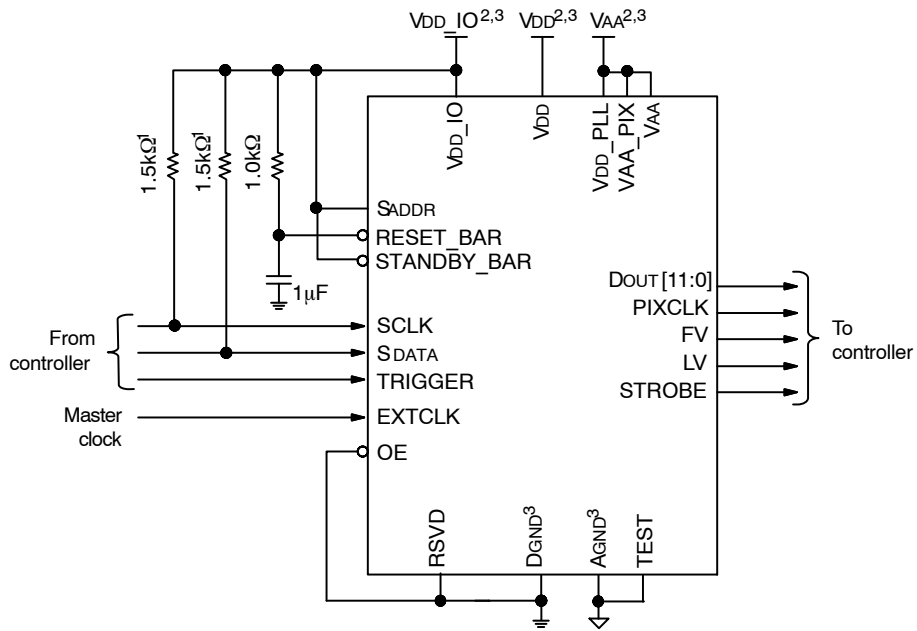 VDD_IO2,3 VDD2,3 VAA2,3
1.5kΩ1
1.5kΩ1
1.0kΩ
VDD_IO
VDD
VDD_PLL
VAA_PIX
VAA
SADDR
RESET_BAR
STANDBY_BAR
1μF
DOUT[11:0]
PIXCLK
FV
LV
STROBE
To
controller
From
controller
SCLK
SDATA
TRIGGER
Master
clock
EXTCLK
OE
RSVD
DGND3
AGND3
TEST